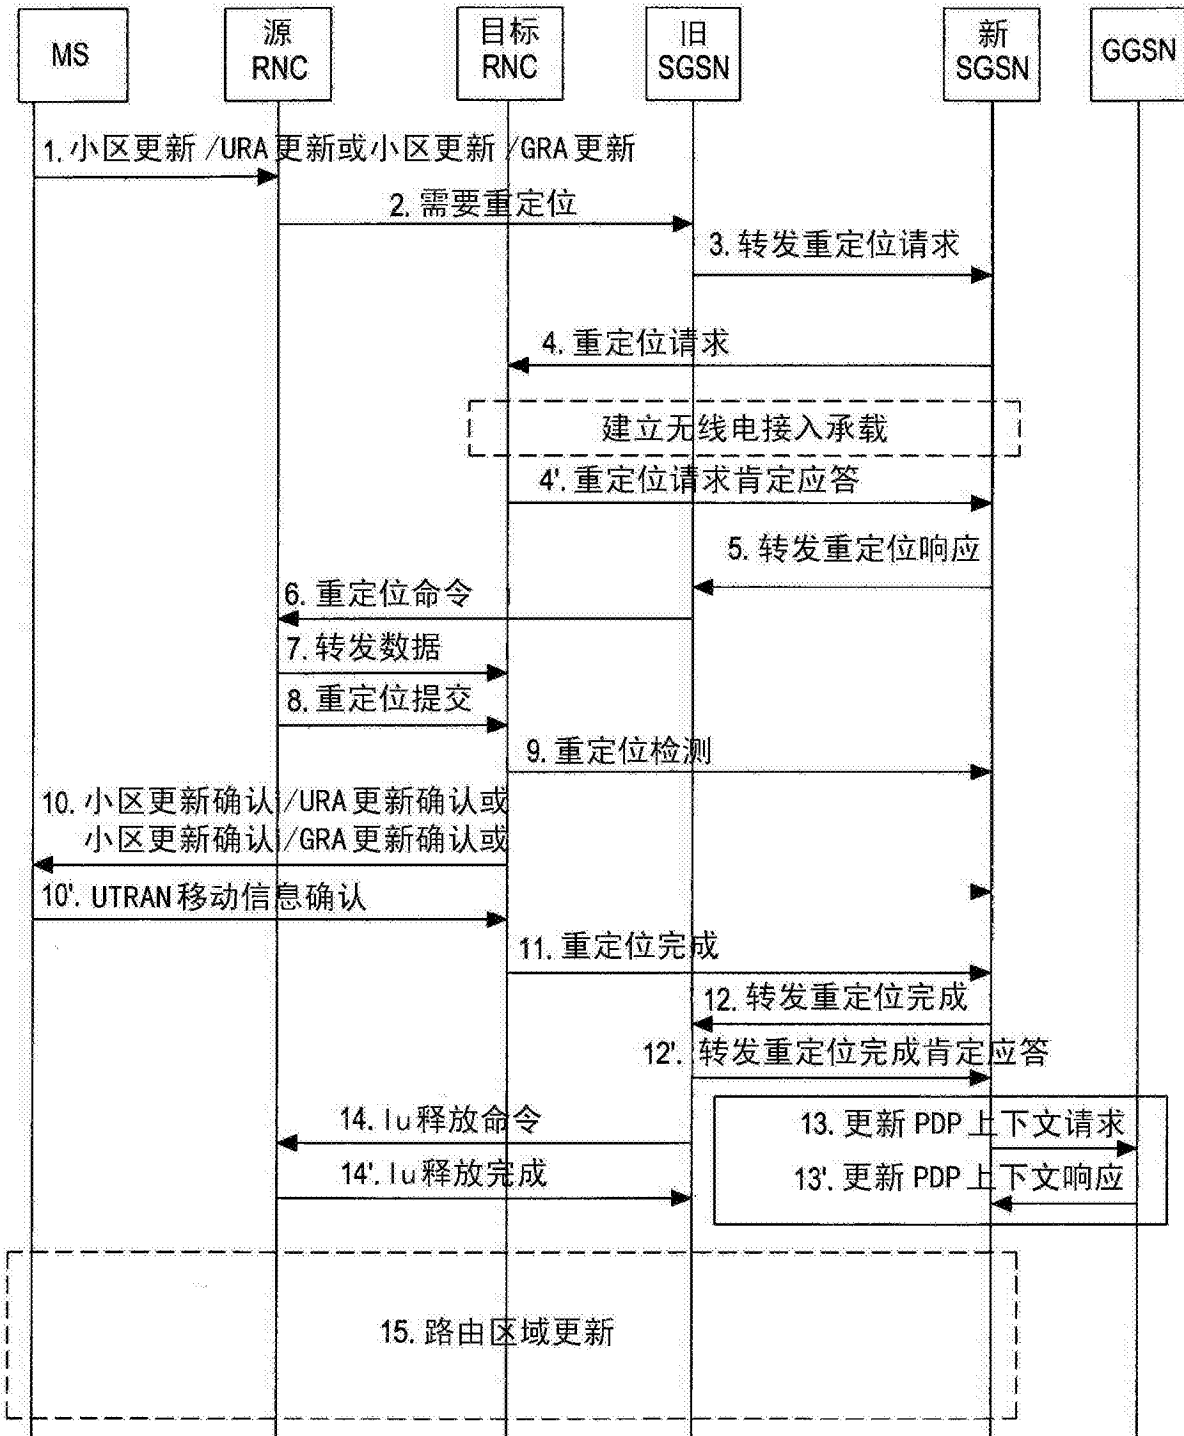 MS
源
RNC
目标
RNC
旧
SGSN
新
SGSN
GGSN
1. 小区更新 /URA 更新或小区更新 /GRA 更新
2. 需要重定位
3. 转发重定位请求
4. 重定位请求
建立无线电接入承载
4'. 重定位请求肯定应答
5. 转发重定位响应
6. 重定位命令
7. 转发数据
8. 重定位提交
9. 重定位检测
10. 小区更新确认 /URA 更新确认或
小区更新确认 /GRA 更新确认或
10'. UTRAN 移动信息确认
11. 重定位完成
12. 转发重定位完成
12'. 转发重定位完成肯定应答
14. Iu 释放命令
13. 更新 PDP 上下文请求
14'. Iu 释放完成
13'. 更新 PDP 上下文响应
15. 路由区域更新